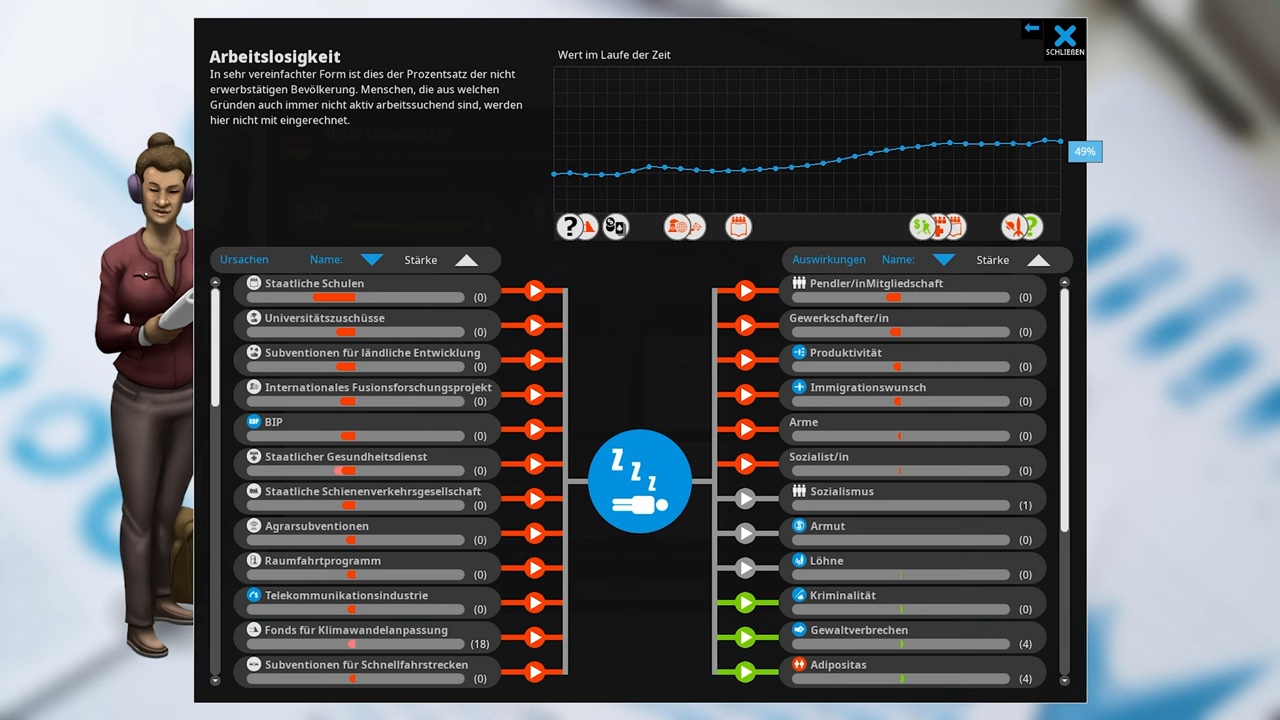 SCHLIEßEN
Arbeitslosigkeit
In sehr vereinfachter Form ist dies der Prozentsatz der nicht
erwerbstätigen Bevölkerung. Menschen, die aus welchen
Gründen auch immer nicht aktiv arbeitssuchend sind, werden
hier nicht mit eingerechnet.
Wert im Laufe der Zeit
49%
Ursachen Name: Stärke
Staatliche Schulen
(0)
Universitätszuschüsse
(0)
Subventionen für ländliche Entwicklung
(0)
Internationales Fusionsforschungsprojekt
(0)
BIP
(0)
Staatlicher Gesundheitsdienst
(0)
Staatliche Schienenverkehrsgesellschaft
(0)
Agrarsubventionen
(0)
Raumfahrtprogramm
(0)
Telekommunikationsindustrie
(0)
Fonds für Klimawandelanpassung
(18)
Subventionen für Schnellfahrstrecken
(0)
Z
Z
Z
Auswirkungen Name: Stärke
Pendler/inMitgliedschaft
(0)
Gewerkschafter/in
(0)
Produktivität
(0)
Immigrationswunsch
(0)
Arme
(0)
Sozialist/in
(0)
Sozialismus
(1)
Armut
(0)
Löhne
(0)
Kriminalität
(0)
Gewaltverbrechen
(4)
Adipositas
(4)